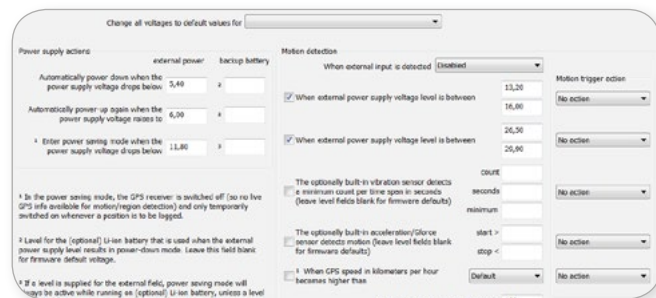 Change all voltages to default values for
Power supply actions
external power
backup battery
Automatically power down when the
power supply voltage drops below
5,40
2
Automatically power-up again when the
power supply voltage raises to
6,00
1 Enter power saving mode when the
power supply voltage drops below
11,80
1 In the power saving mode, the GPS receiver is switched off (so no live
GPS info available for motion/region detection) and only temporarily
switched on whenever a position is to be logged.
2 Level for the (optional) Li-ion battery that is used when the external
power supply level results in power-down mode. Leave this field blank
for firmware default voltage.
If a level is supplied for the external field, power saving mode will
always be active while running on (optional) Li-ion battery, unless a level
Motion detection
When external input is detected
Disabled
Motion trigger action
When external power supply voltage level is between
13,20
16,00
No action
When external power supply voltage level is between
26,50
No action
The optionally built-in vibration sensor detects
a minimum count per time span in seconds
(leave level fields blank for firmware defaults)
count
seconds
minimum
No action
The optionally built-in acceleration/Gforce
sensor detects motion (leave level fields blank
for firmware defaults)
start >
stop <
No action
When GPS speed in kilometers per hour
becomes higher than
Default
No action